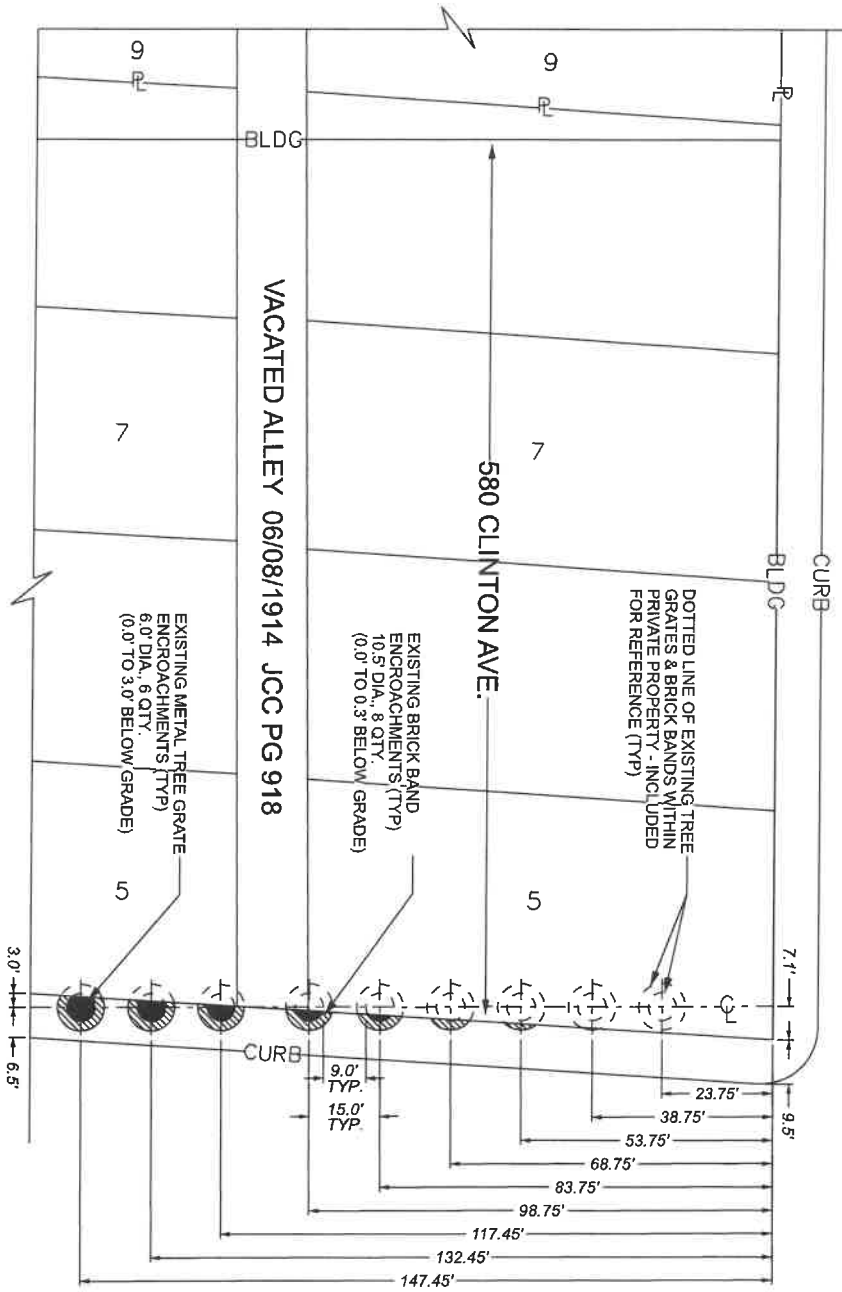 9
9
PL
PL
PL
BLDG
VACATED ALLEY 06/08/1914 JCC PG 918
580 CLINTON AVE.
7
7
BLDG
CURB
DOTTED LINE OF EXISTING TREE
GRATES & BRICK BANDS WITHIN
PRIVATE PROPERTY - INCLUDED
FOR REFERENCE (TYP)
EXISTING BRICK BAND
ENCROACHMENTS (TYP)
10.5' DIA., 8 QTY.
(0.0' TO 0.3' BELOW GRADE)
EXISTING METAL TREE GRATE
ENCROACHMENTS (TYP)
6.0' DIA., 6 QTY.
(0.0' TO 3.0' BELOW GRADE)
5
5
3.0'
7.1'
CL
CURB
6.5'
9.5'
9.0'
TYP.
15.0'
TYP.
23.75'
38.75'
53.75'
68.75'
83.75'
98.75'
117.45'
132.45'
147.45'